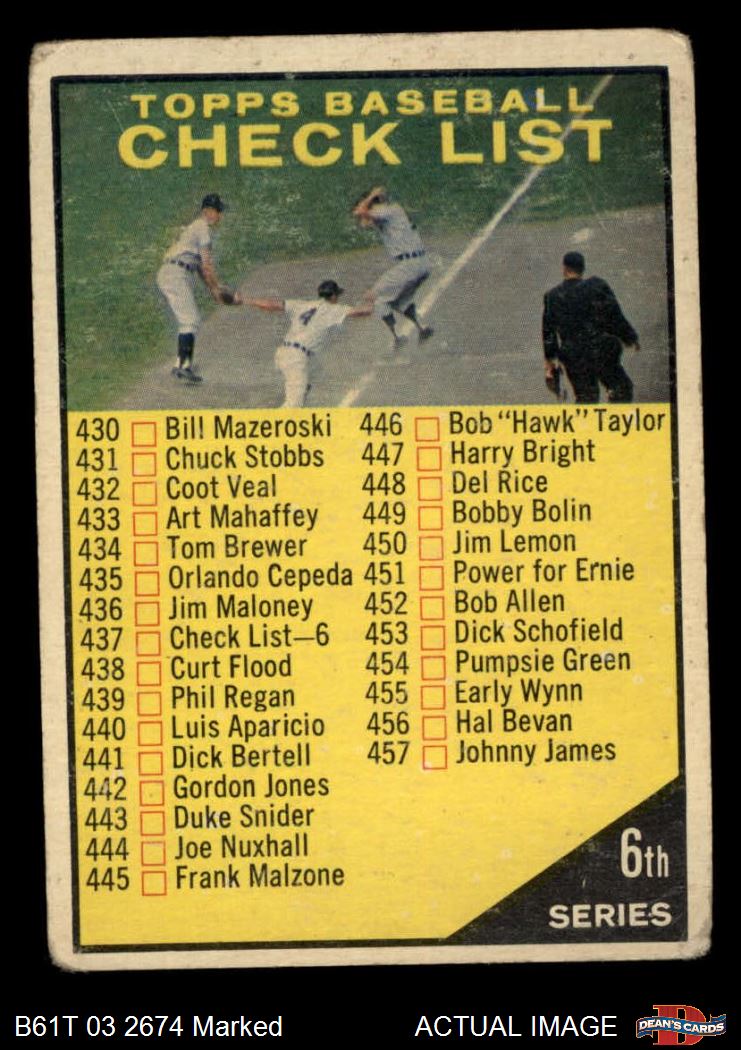 TOPPS BASEBALL
CHECK LIST
4
430 Bill Mazeroski
431 Chuck Stobbs
432 Coot Veal
433 Art Mahaffey
434 Tom Brewer
435 Orlando Cepeda
436 Jim Maloney
437 Check List—6
438 Curt Flood
439 Phil Regan
440 Luis Aparicio
441 Dick Bertell
442 Gordon Jones
443 Duke Snider
444 Joe Nuxhall
445 Frank Malzone
446 Bob "Hawk" Taylor
447 Harry Bright
448 Del Rice
449 Bobby Bolin
450 Jim Lemon
451 Power for Ernie
452 Bob Allen
453 Dick Schofield
454 Pumpsie Green
455 Early Wynn
456 Hal Bevan
457 Johnny James
6th
SERIES
B61T 03 2674 Marked
ACTUAL IMAGE
D
DEAN'S CARDS